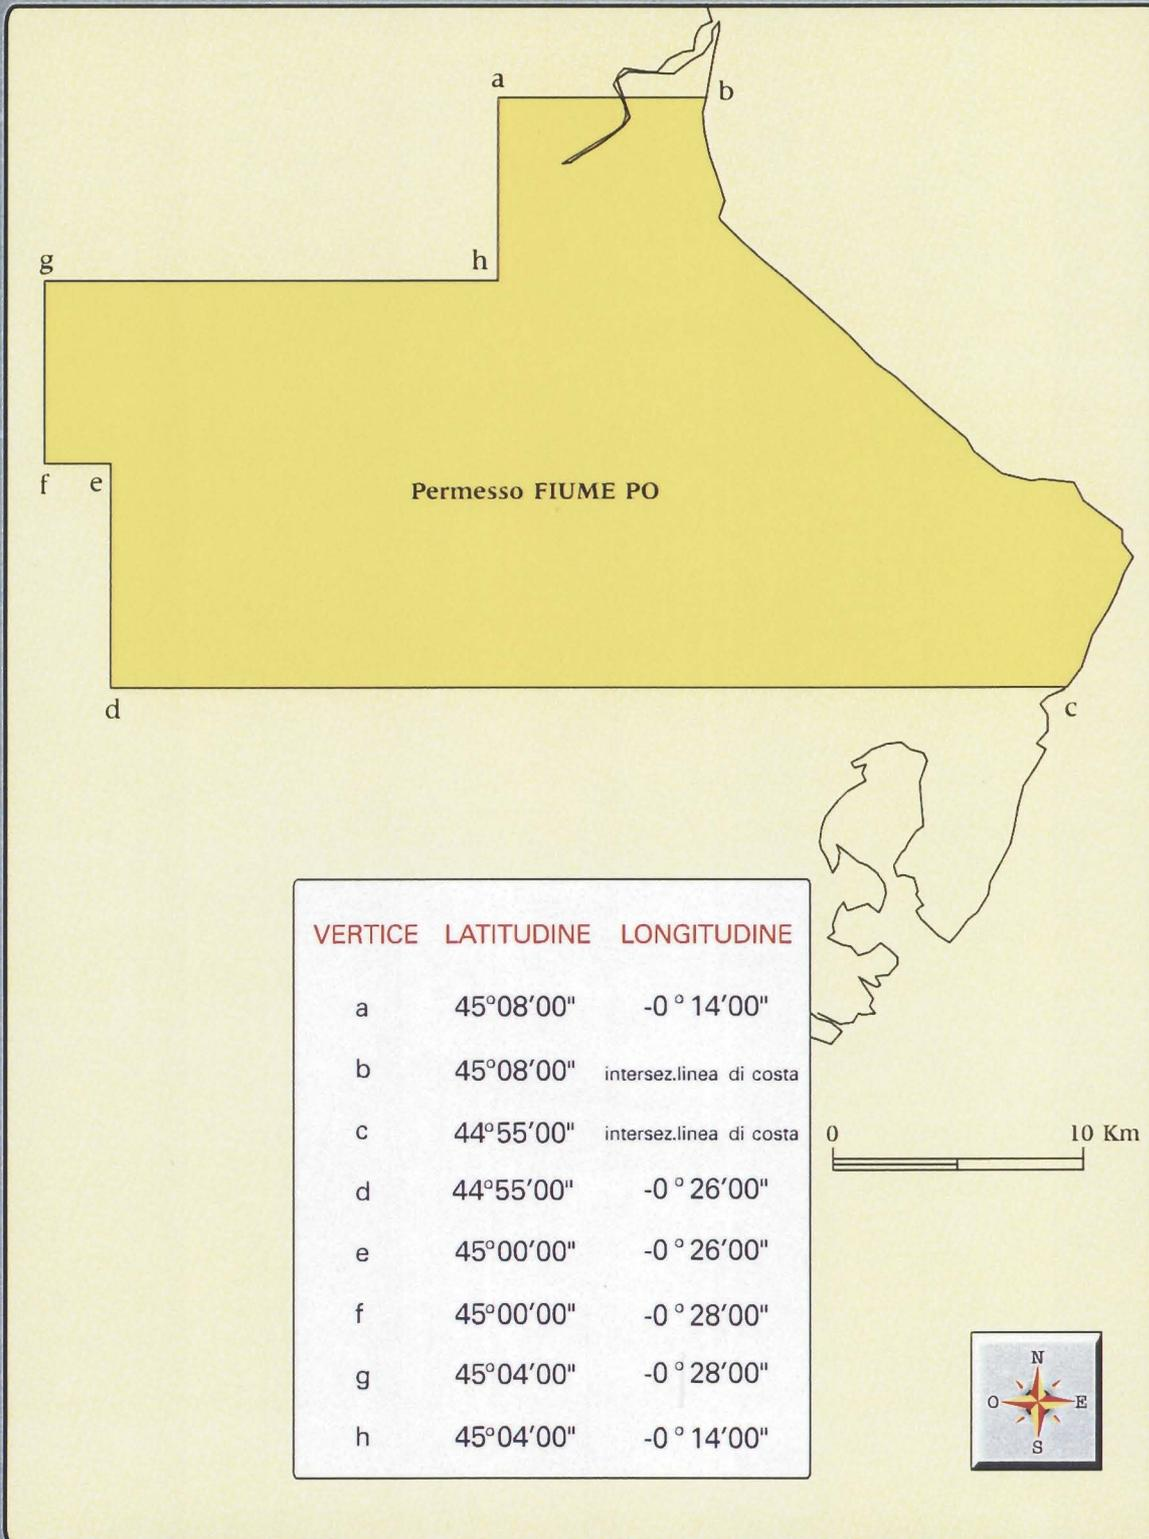 a
b
g
h
f
e
Permesso FIUME PO
d
c
VERTICE LATITUDINE LONGITUDINE
a 45°08'00" -0°14'00"
b 45°08'00" intersez.linea di costa
c 44°55'00" intersez.linea di costa
d 44°55'00" -0°26'00"
e 45°00'00" -0°26'00"
f 45°00'00" -0°28'00"
g 45°04'00" -0°28'00"
h 45°04'00" -0°14'00"
0 10 Km
N
O E
S